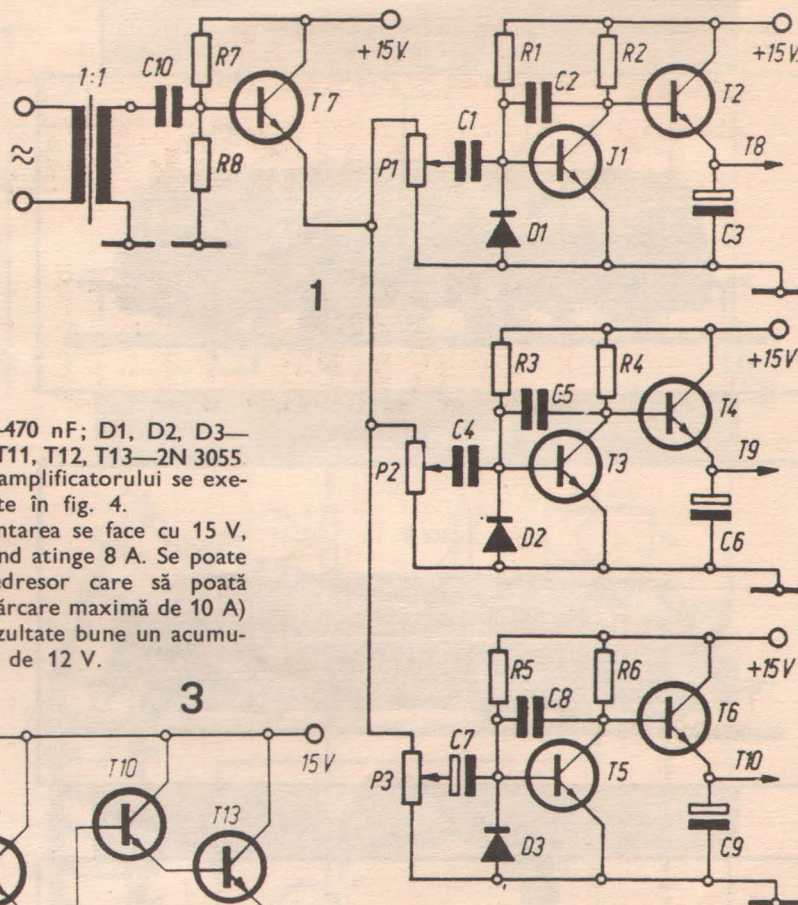 R7
+15V.
1:1
C10
T7
R8
R1
R2
+15V.
C2
T2
C1
P1
J1
T8
D1
C3
1
R3
R4
+15V
C5
T4
C4
P2
T3
T9
D2
C6
-470 nF; D1, D2, D3—
T11, T12, T13—2N 3055
amplificatorului se exe-
te în fig. 4.
ntarea se face cu 15 V,
nd atinge 8 A. Se poate
edresor care să poată
ărcare maximă de 10 A)
zultate bune un acumu-
de 12 V.
R5
R6
+15V
C8
T6
C7
P3
T5
T10
D3
C9
3
15 V
T10
T13